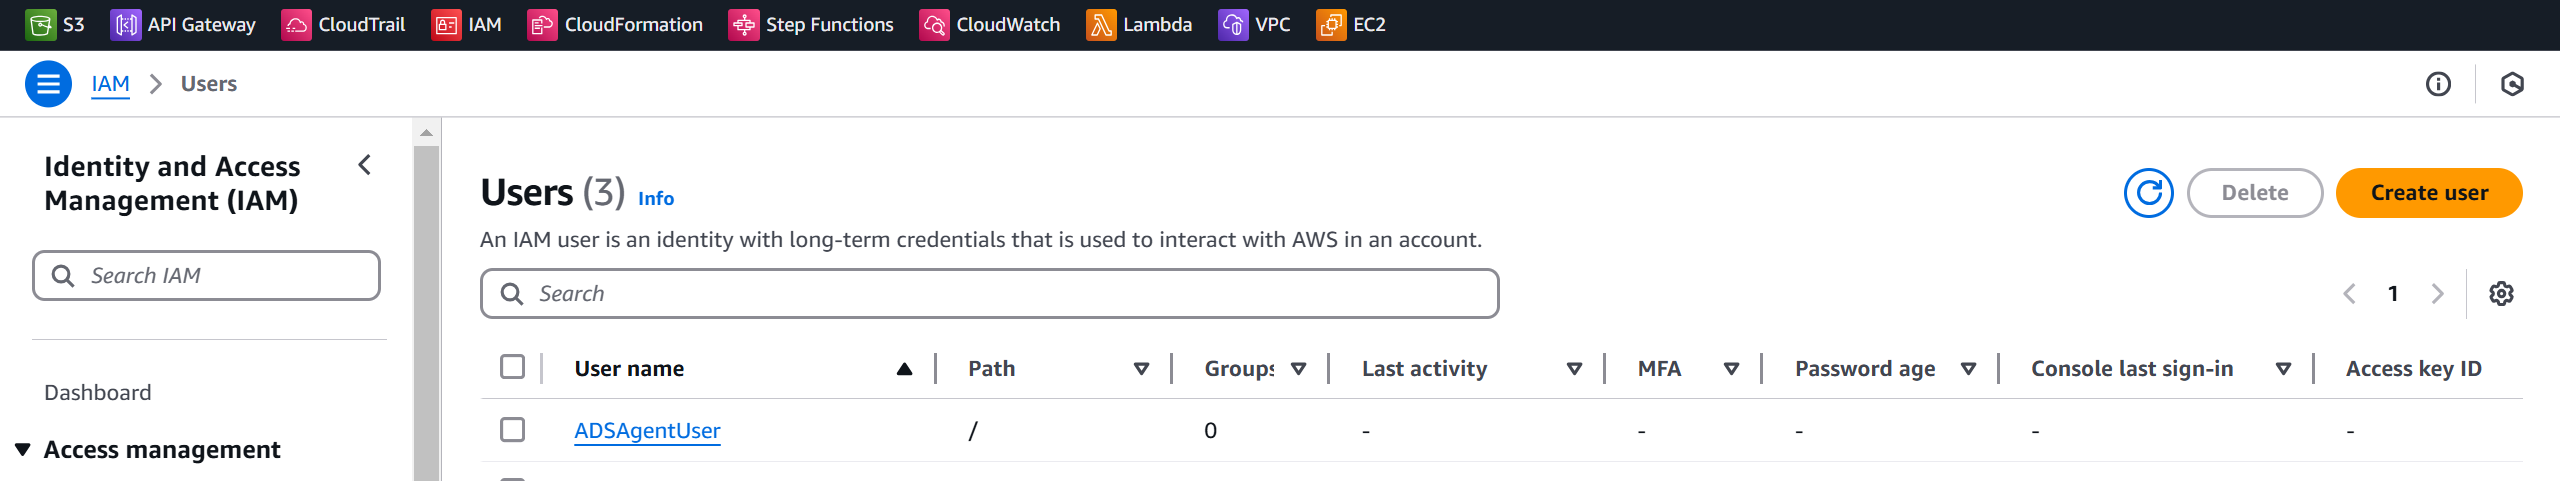 S3 API Gateway CloudTrail IAM CloudFormation Step Functions CloudWatch Lambda VPC EC2
IAM Users
Identity and Access
Management (IAM)
Search IAM
Dashboard
Access management
Users (3) Info
Delete
Create user
An IAM user is an identity with long-term credentials that is used to interact with AWS in an account.
Search
1
User name Path Groups Last activity MFA Password age Console last sign-in Access key ID
ADSAgentUser / 0 - - - - -